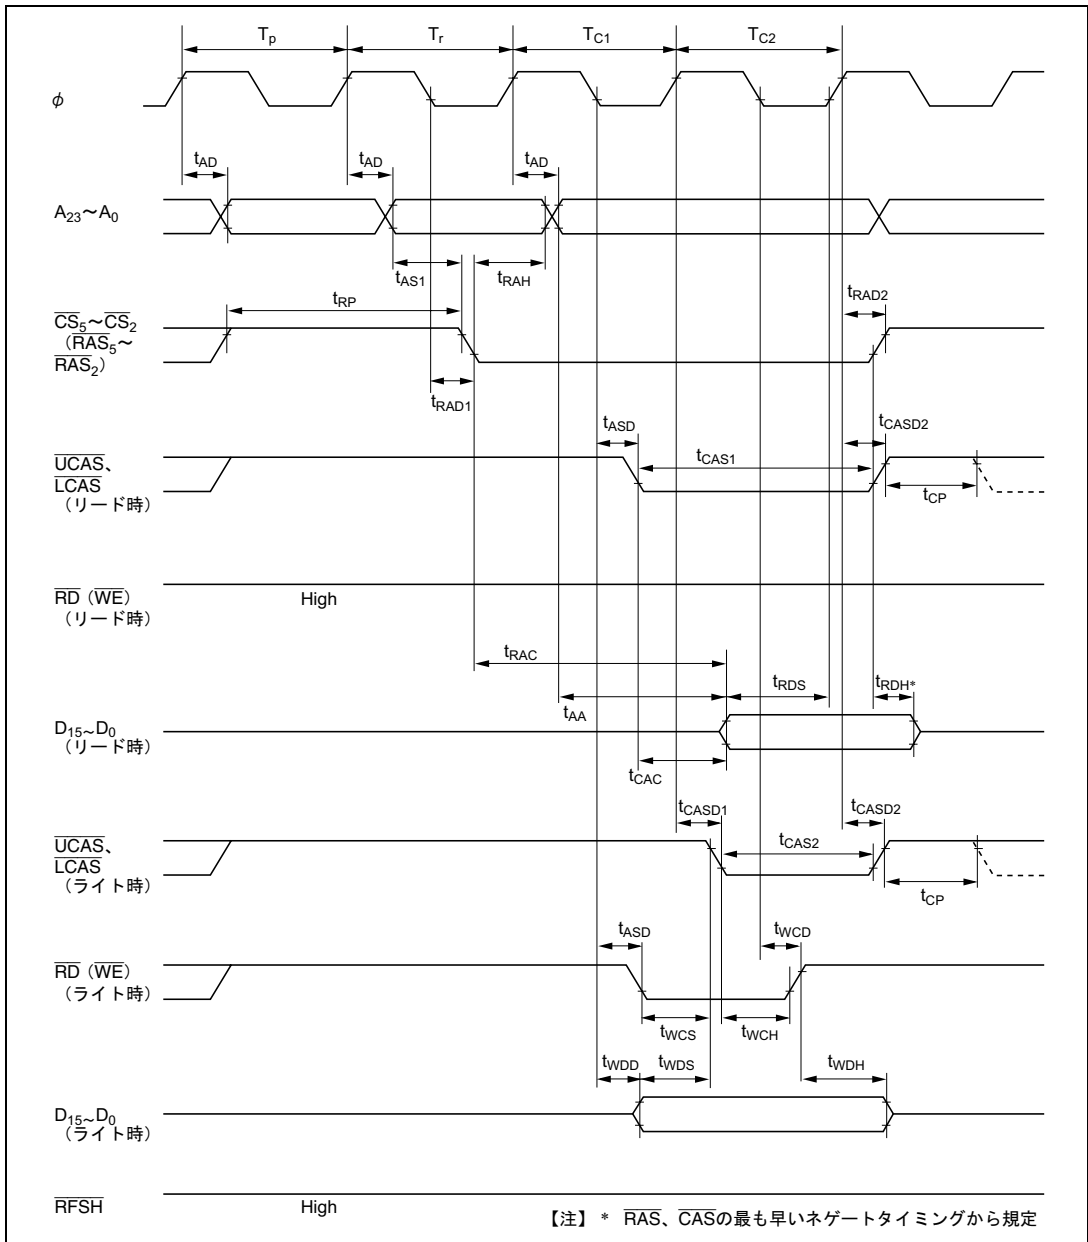 Tp Tr TC1 TC2
φ
tAD tAD tAD
A23～A0
tAS1 tRAH
tRP tRAD2
CS5～CS2
（RAS5～
RAS2）
tRAD1
tASD tCASD2
UCAS、
LCAS
（リード時）
tCAS1
tCP
RD（WE）
（リード時）
High
tRAC
tRDS tRDH*
tAA
D15～D0
（リード時）
tCAC
tCASD1 tCASD2
UCAS、
LCAS
（ライト時）
tCAS2
tCP
tASD tWCD
RD（WE）
（ライト時）
tWCS tWCH
tWDD tWDS tWDH
D15～D0
（ライト時）
RFSH High
【注】* RAS、CASの最も早いネゲートタイミングから規定